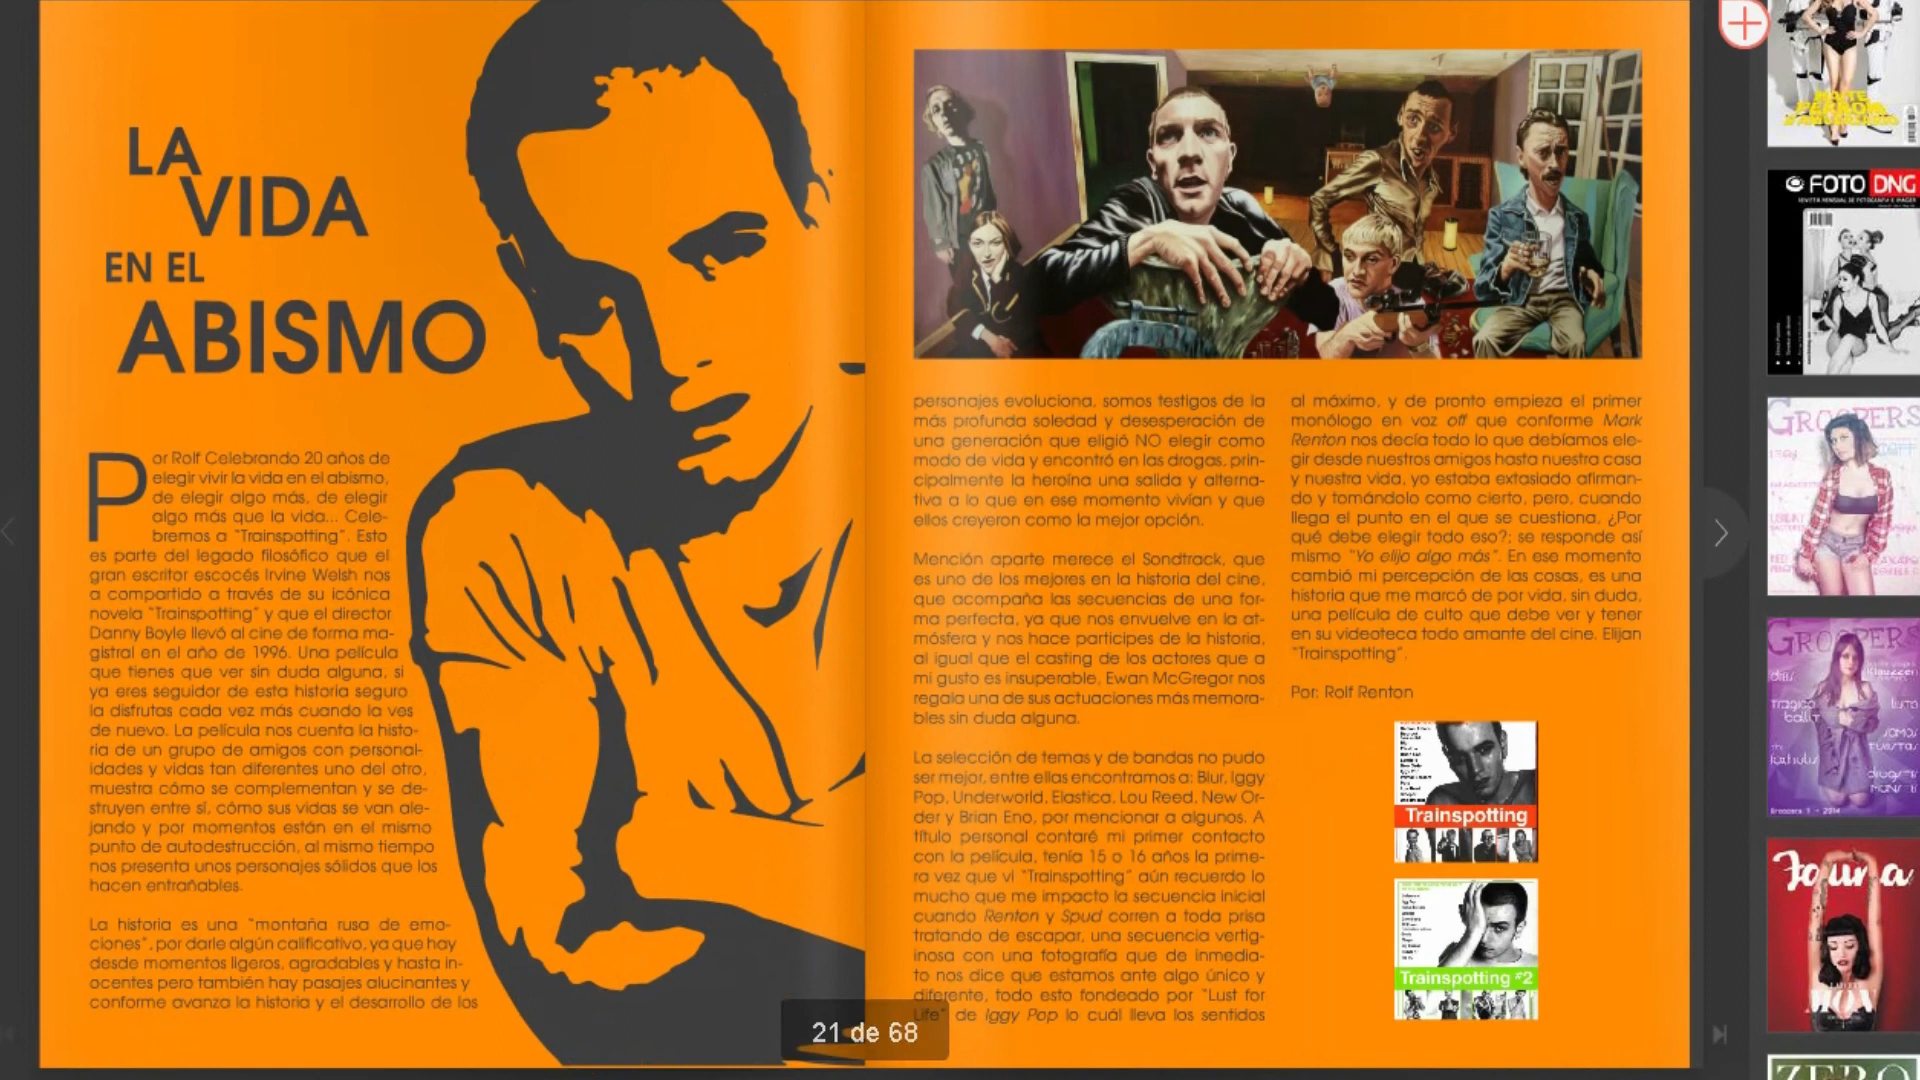 LA
VIDA
EN EL
ABISMO
Por Rolf Celebrando 20 años de
elegir vivir la vida en el abismo,
de elegir algo más, de elegir
algo más que la vida... Cele-
bremos a "Trainspotting". Esto
es parte del legado filosófico que el
gran escritor escocés Irvine Welsh nos
a compartido a través de su icónica
novela "Trainspotting" y que el director
Danny Boyle llevó al cine de forma ma-
gistral en el año de 1996. Una película
que tienes que ver sin duda alguna, si
ya eres seguidor de esta historia seguro
la disfrutas cada vez más cuando la ves
de nuevo. La película nos cuenta la histo-
ria de un grupo de amigos con personal-
idades y vidas tan diferentes uno del otro,
muestra cómo se complementan y se de-
struyen entre sí, cómo sus vidas se van ale-
jando y por momentos están en el mismo
punto de autodestrucción, al mismo tiempo
nos presenta unos personajes sólidos que los
hacen entrañables.
La historia es una "montaña rusa de emo-
ciones", por darle algún calificativo, ya que hay
desde momentos ligeros, agradables y hasta in-
ocentes pero también hay pasajes alucinantes y
conforme avanza la historia y el desarrollo de los
personajes evoluciona, somos testigos de la
más profunda soledad y desesperación de
una generación que eligió NO elegir como
modo de vida y encontró en las drogas, prin-
cipalmente la heroína una salida y alterna-
tiva a lo que en ese momento vivían y que
ellos creyeron como la mejor opción.
Mención aparte merece el Sondtrack, que
es uno de los mejores en la historia del cine,
que acompaña las secuencias de una for-
ma perfecta, ya que nos envuelve en la at-
mósfera y nos hace participes de la historia,
al igual que el casting de los actores que a
mi gusto es insuperable, Ewan McGregor nos
regala una de sus actuaciones más memora-
bles sin duda alguna.
La selección de temas y de bandas no pudo
ser mejor, entre ellas encontramos a: Blur, Iggy
Pop, Underworld, Elastica, Lou Reed, New Or-
der y Brian Eno, por mencionar a algunos. A
título personal contaré mi primer contacto
con la película, tenía 15 o 16 años la prime-
ra vez que vi "Trainspotting" aún recuerdo lo
mucho que me impacto la secuencia inicial
cuando Renton y Spud corren a toda prisa
tratando de escapar, una secuencia vertig-
inosa con una fotografía que de inmedia-
to nos dice que estamos ante algo único y
diferente, todo esto fondeado por "Lust for
Life" de Iggy Pop lo cuál lleva los sentidos
al máximo, y de pronto empieza el primer
monólogo en voz off que conforme Mark
Renton nos decía todo lo que debíamos ele-
gir desde nuestros amigos hasta nuestra casa
y nuestra vida, yo estaba extasiado afirman-
do y tomándolo como cierto, pero, cuando
llega el punto en el que se cuestiona, ¿Por
qué debe elegir todo eso?; se responde así
mismo "Yo elijo algo más". En ese momento
cambió mi percepción de las cosas, es una
historia que me marcó de por vida, sin duda,
una película de culto que debe ver y tener
en su videoteca todo amante del cine. Elijan
"Trainspotting".
Por: Rolf Renton
Trainspotting
Trainspotting #2
21 de 68
FOTO DNG
GROOPERS
GROOPERS
ZERO